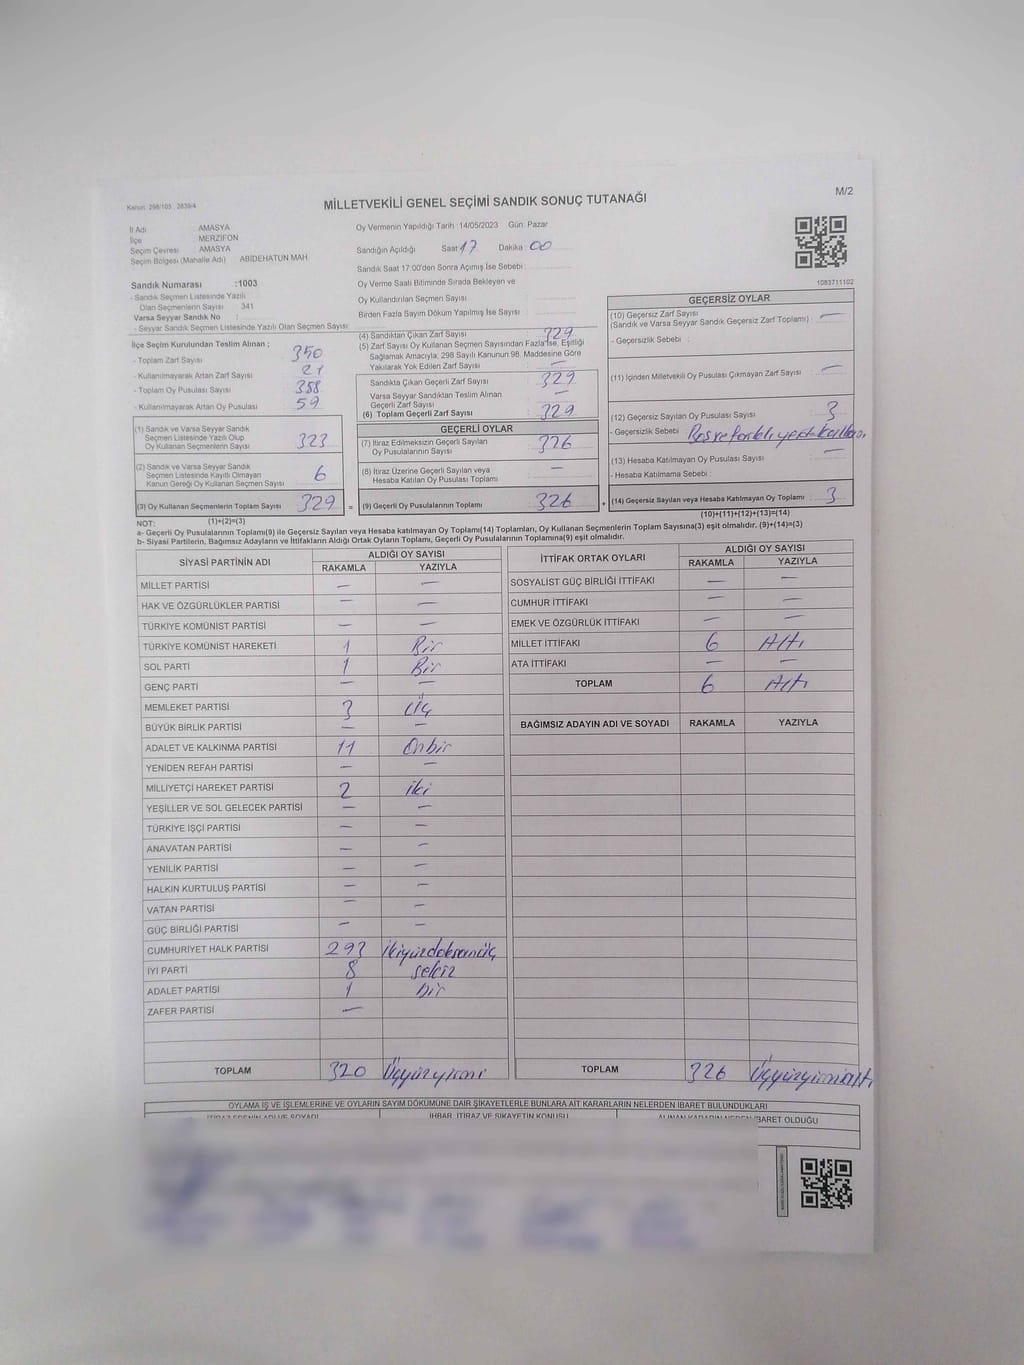 M/2
Kanun: 298/105 , 2839/4
MİLLETVEKİLİ GENEL SEÇİMİ SANDIK SONUÇ TUTANAĞI
İl Adı AMASYA
İlçe MERZİFON
Seçim Çevresi AMASYA
Seçim Bölgesi (Mahalle Adı) ABİDEHATUN MAH
Oy Vermenin Yapıldığı Tarih :14/05/2023 Gün: Pazar
Sandığın Açıldığı Saat 17 Dakika : 00
Sandık Saat 17:00'den Sonra Açımış İse Sebebi :
Oy Verme Saati Bitiminde Sırada Bekleyen ve
Oy Kullandırılan Seçmen Sayısı
Birden Fazla Sayım Döküm Yapılmış İse Sayısı :
1083711102
Sandık Numarası :1003
- Sandık Seçmen Listesinde Yazılı
Olan Seçmenlerin Sayısı : 341
Varsa Seyyar Sandık No :
- Seyyar Sandık Seçmen Listesinde Yazılı Olan Seçmen Sayısı :
İlçe Seçim Kurulundan Teslim Alınan ;
- Toplam Zarf Sayısı 350
- Kullanılmayarak Artan Zarf Sayısı 21
- Toplam Oy Pusulası Sayısı 388
- Kullanılmayarak Artan Oy Pusulası 59
(1) Sandık ve Varsa Seyyar Sandık
Seçmen Listesinde Yazılı Olup
Oy Kullanan Seçmenlerin Sayısı 323
(2) Sandık ve Varsa Seyyar Sandık
Seçmen Listesinde Kayıtlı Olmayan
Kanun Gereği Oy Kullanan Seçmen Sayısı 6
(3) Oy Kullanan Seçmenlerin Toplam Sayısı 329 =
(1)+(2)=(3)
(4) Sandıktan Çıkan Zarf Sayısı : 329
(5) Zarf Sayısı Oy Kullanan Seçmen Sayısından Fazla İse, Eşitliği
Sağlamak Amacıyla, 298 Sayılı Kanunun 98. Maddesine Göre
Yakılarak Yok Edilen Zarf Sayısı : —
Sandıkta Çıkan Geçerli Zarf Sayısı 329
Varsa Seyyar Sandıktan Teslim Alınan
Geçerli Zarf Sayısı —
(6) Toplam Geçerli Zarf Sayısı 329
GEÇERLİ OYLAR
(7) İtiraz Edilmeksizin Geçerli Sayılan
Oy Pusulasının Sayısı 326
(8) İtiraz Üzerine Geçerli Sayılan veya
Hesaba Katılan Oy Pusulası Toplamı —
(9) Geçerli Oy Pusulalarının Toplamı 326 +
GEÇERSİZ OYLAR
(10) Geçersiz Zarf Sayısı
(Sandık ve Varsa Seyyar Sandık Geçersiz Zarf Toplamı) : —
- Geçersizlik Sebebi :
(11) İçinden Milletvekili Oy Pusulası Çıkmayan Zarf Sayısı : —
(12) Geçersiz Sayılan Oy Pusulası Sayısı 3
- Geçersizlik Sebebi :
(13) Hesaba Katılmayan Oy Pusulası Sayısı —
- Hesaba Katılmama Sebebi :
(14) Geçersiz Sayılan veya Hesaba Katılmayan Oy Toplamı : 3
(10)+(11)+(12)+(13)=(14)
NOT:
a- Geçerli Oy Pusulalarının Toplamı(9) ile Geçersiz Sayılan veya Hesaba katılmayan Oy Toplamı(14) Toplamları, Oy Kullanan Seçmenlerin Toplam Sayısına(3) eşit olmalıdır. (9)+(14)=(3)
b- Siyasi Partilerin, Bağımsız Adayların ve İttifakların Aldığı Ortak Oyların Toplamı, Geçerli Oy Pusulalarının Toplamına(9) eşit olmalıdır.
SİYASİ PARTİNİN ADI ALDIĞI OY SAYISI
RAKAMLA YAZIYLA
MİLLET PARTİSİ — —
HAK VE ÖZGÜRLÜKLER PARTİSİ — —
TÜRKİYE KOMÜNİST PARTİSİ — —
TÜRKİYE KOMÜNİST HAREKETİ 1 Bir
SOL PARTİ 1 Bir
GENÇ PARTİ — —
MEMLEKET PARTİSİ 3 Üç
BÜYÜK BİRLİK PARTİSİ — —
ADALET VE KALKINMA PARTİSİ 11 Onbir
YENİDEN REFAH PARTİSİ — —
MİLLİYETÇİ HAREKET PARTİSİ 2 iki
YEŞİLLER VE SOL GELECEK PARTİSİ — —
TÜRKİYE İŞÇİ PARTİSİ — —
ANAVATAN PARTİSİ — —
YENİLİK PARTİSİ — —
HALKIN KURTULUŞ PARTİSİ — —
VATAN PARTİSİ — —
GÜÇ BİRLİĞİ PARTİSİ — —
CUMHURİYET HALK PARTİSİ 293 ikiyüzdoksanüç
İYİ PARTİ 8 sekiz
ADALET PARTİSİ 1 bir
ZAFER PARTİSİ —
TOPLAM 320 Üçyüzyirmi
İTTİFAK ORTAK OYLARI ALDIĞI OY SAYISI
RAKAMLA YAZIYLA
SOSYALİST GÜÇ BİRLİĞİ İTTİFAKI — —
CUMHUR İTTİFAKI — —
EMEK VE ÖZGÜRLÜK İTTİFAKI — —
MİLLET İTTİFAKI 6 Altı
ATA İTTİFAKI — —
TOPLAM 6 Altı
BAĞIMSIZ ADAYIN ADI VE SOYADI RAKAMLA YAZIYLA
TOPLAM 326 Üçyüzyirmialtı
OYLAMA İŞ VE İŞLEMLERİNE VE OYLARIN SAYIM DÖKÜMÜNE DAİR ŞİKAYETLERLE BUNLARA AİT KARARLARIN NELERDEN İBARET BULUNDUKLARI
İHBAR, İTİRAZ VE ŞİKAYETİN KONUSU
İBARET OLDUĞU